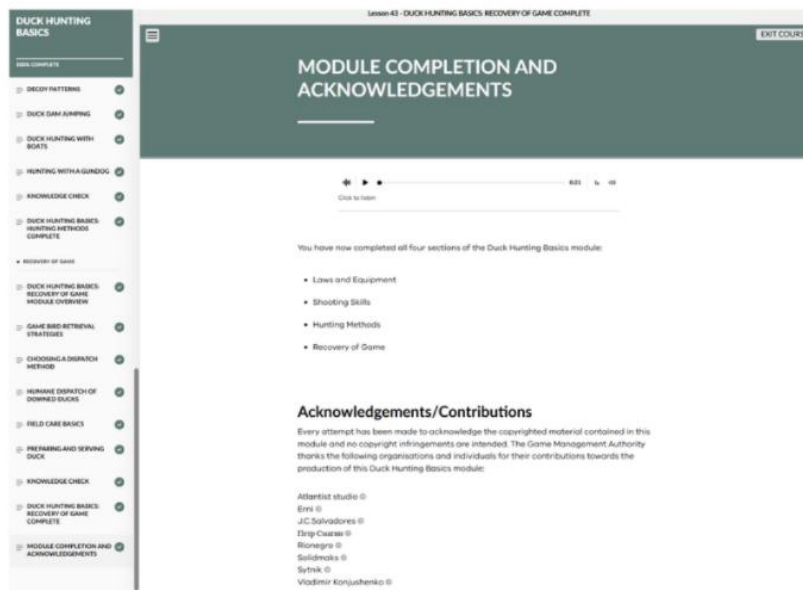 Lesson 43 - DUCK HUNTING BASICS: RECOVERY OF GAME COMPLETE
DUCK HUNTING
BASICS
100% COMPLETE
DECOY PATTERNS
DUCK DAM JUMPING
DUCK HUNTING WITH
BOATS
HUNTING WITH A GUNDOG
KNOWLEDGE CHECK
DUCK HUNTING BASICS:
HUNTING METHODS
COMPLETE
RECOVERY OF GAME
DUCK HUNTING BASICS:
RECOVERY OF GAME
MODULE OVERVIEW
GAME BIRD RETRIEVAL
STRATEGIES
CHOOSING A DISPATCH
METHOD
HUMANE DISPATCH OF
DOWNED DUCKS
FIELD CARE BASICS
PREPARING AND SERVING
DUCK
KNOWLEDGE CHECK
DUCK HUNTING BASICS:
RECOVERY OF GAME
COMPLETE
MODULE COMPLETION AND
ACKNOWLEDGEMENTS
EXIT COURS
MODULE COMPLETION AND
ACKNOWLEDGEMENTS
0:21
1x
Click to listen
You have now completed all four sections of the Duck Hunting Basics module:
• Laws and Equipment
• Shooting Skills
• Hunting Methods
• Recovery of Game
Acknowledgements/Contributions
Every attempt has been made to acknowledge the copyrighted material contained in this
module and no copyright infringements are intended. The Game Management Authority
thanks the following organisations and individuals for their contributions towards the
production of this Duck Hunting Basics module:
Atlantist studio ©
Erni ©
J.C.Salvadores ©
Rionegro ©
Solidmaks ©
Sytnik ©
Vladimir Konjushenko ©